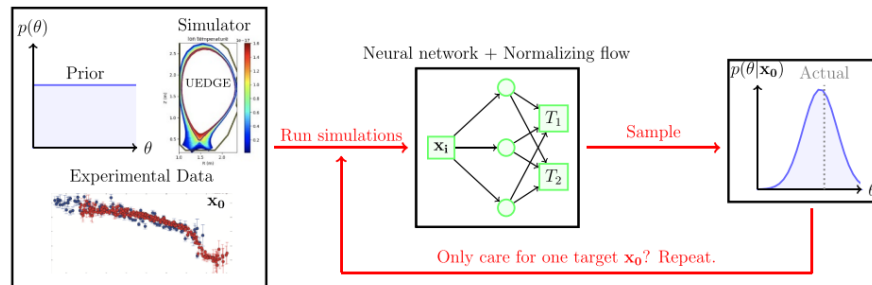 p(θ)
Prior
θ
Simulator
UEDGE
Experimental Data
x₀
Run simulations
Neural network + Normalizing flow
xᵢ
T₁
T₂
Sample
p(θ|x₀)
Actual
θ
Only care for one target x₀? Repeat.